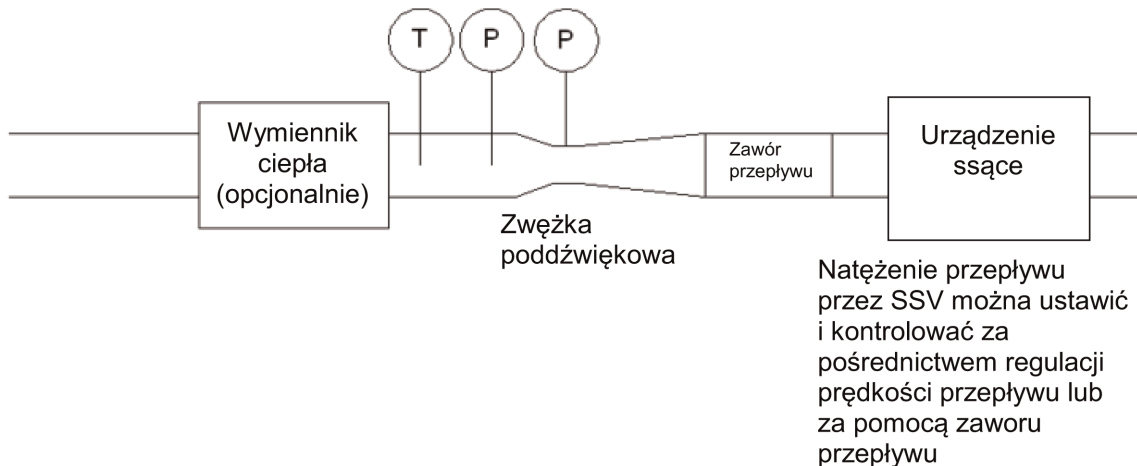 T P P
Wymiennik
ciepła
(opcjonalnie)
Zwężka
poddźwiękowa
Zawór
przepływu
Urządzenie
ssące
Natężenie przepływu
przez SSV można ustawić
i kontrolować za
pośrednictwem regulacji
prędkości przepływu lub
za pomocą zaworu
przepływu